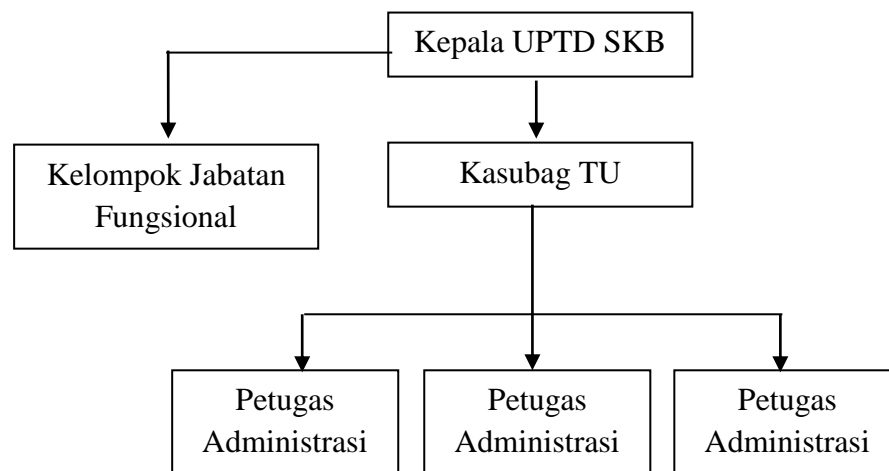 Kepala UPTD SKB
Kelompok Jabatan
Fungsional
Kasubag TU
Petugas
Administrasi
Petugas
Administrasi
Petugas
Administrasi